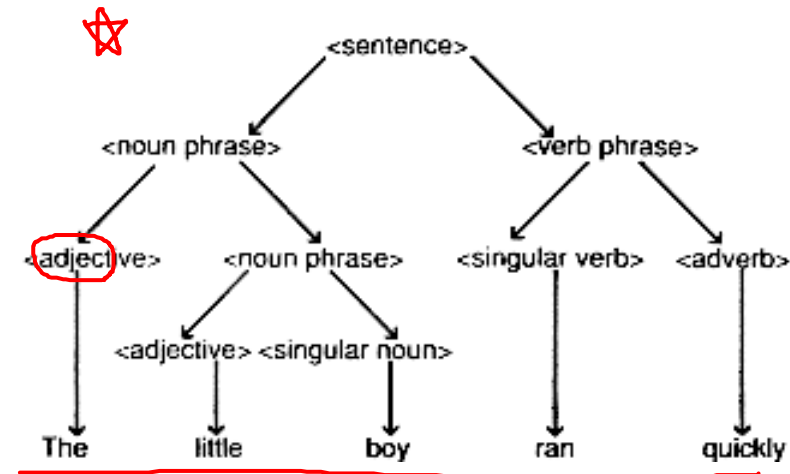 <sentence>
<noun phrase> <verb phrase>
<adjective> <noun phrase> <singular verb> <adverb>
<adjective> <singular noun>
The little boy ran quickly